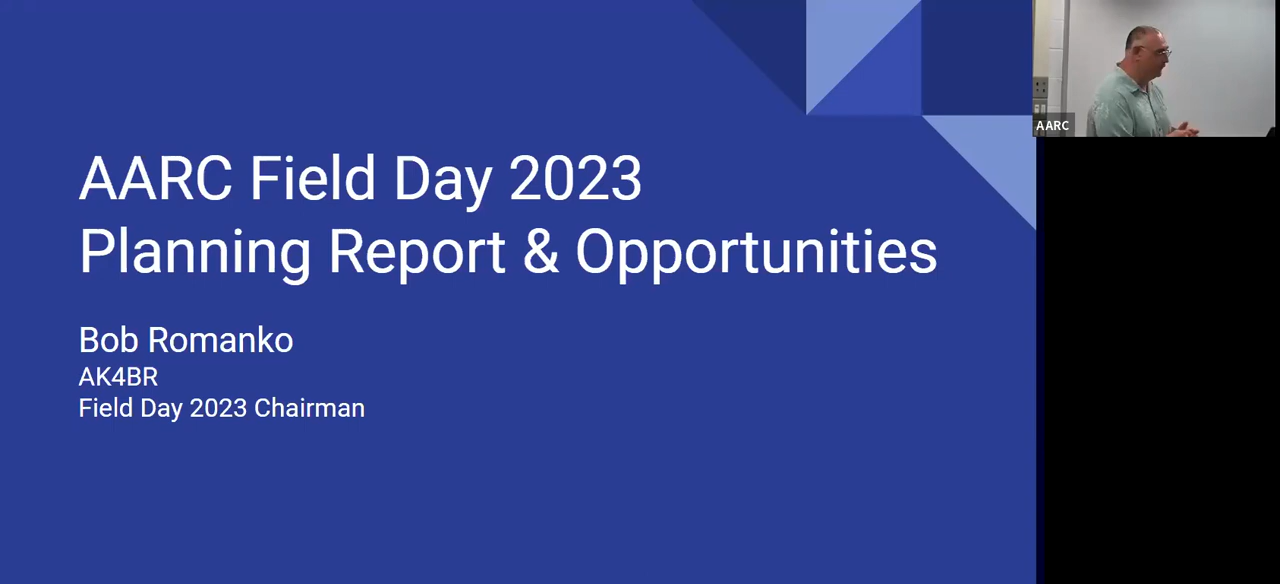 AARC Field Day 2023
Planning Report & Opportunities
Bob Romanko
AK4BR
Field Day 2023 Chairman
AARC